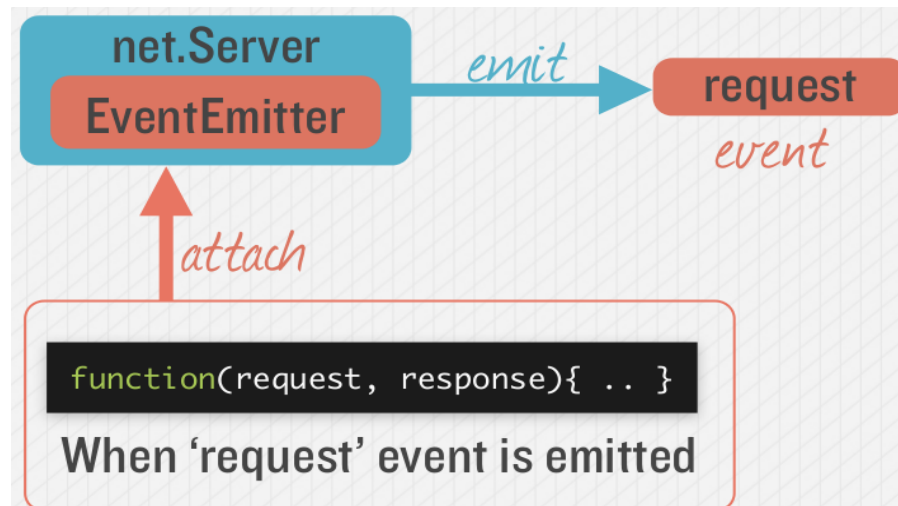 net.Server
EventEmitter
emit
request
event
attach
function(request, response){ .. }
When ‘request’ event is emitted